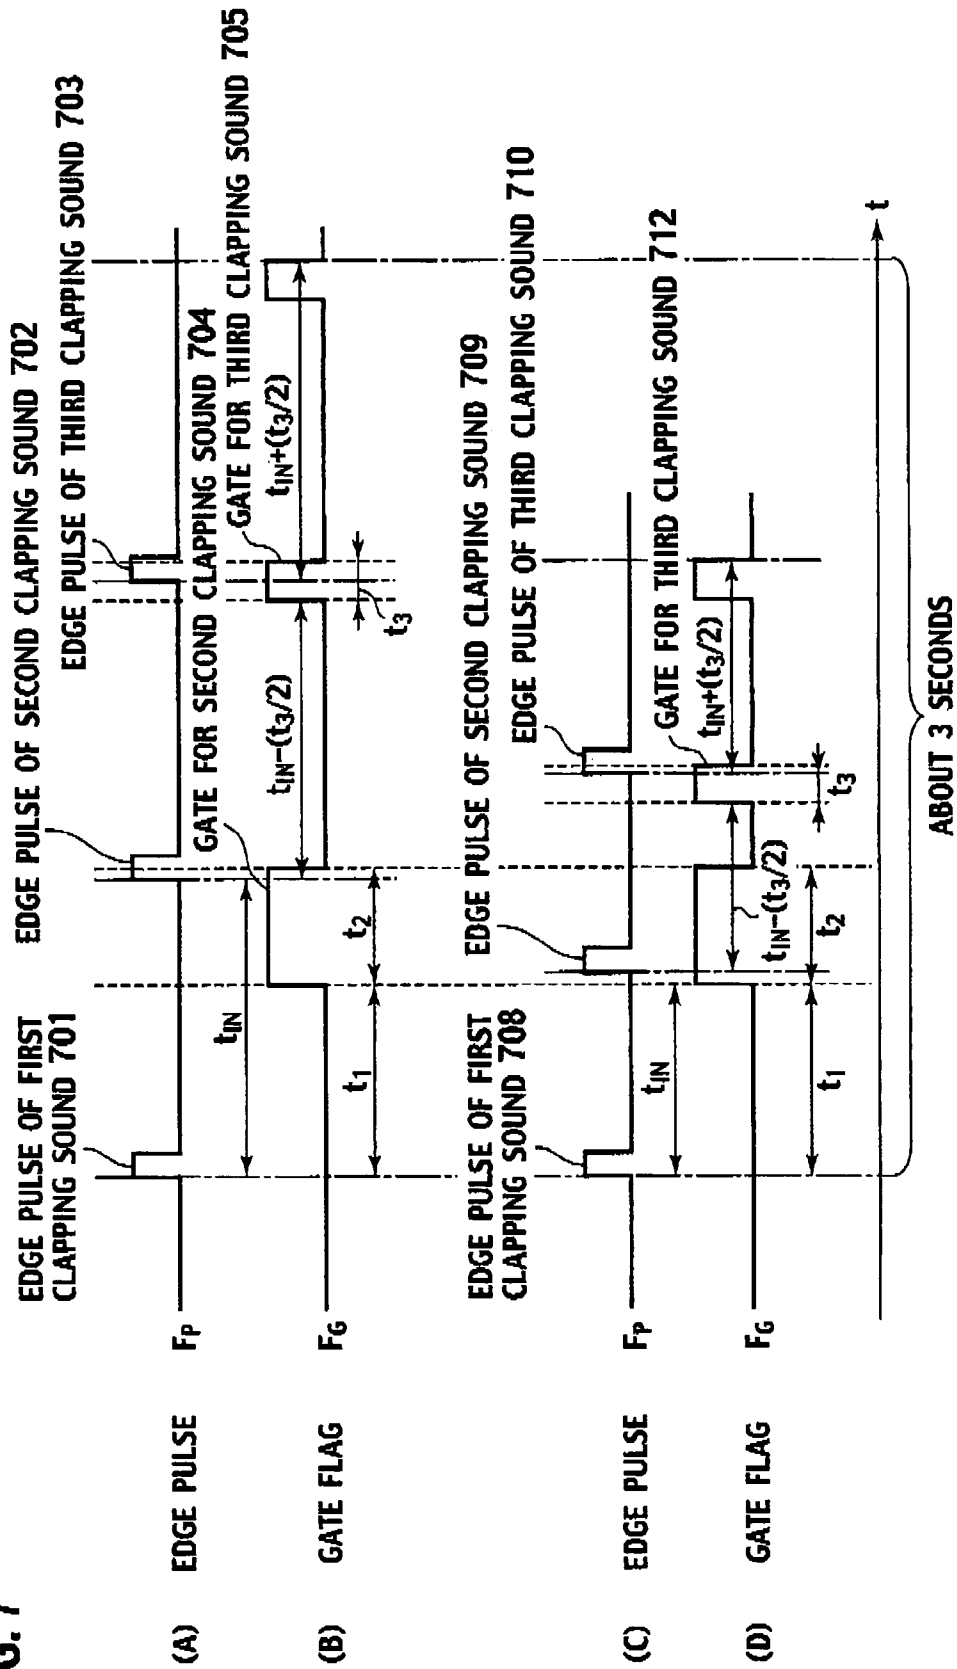 G. 7
EDGE PULSE OF FIRST
CLAPPING SOUND 701
EDGE PULSE OF SECOND CLAPPING SOUND 702
EDGE PULSE OF THIRD CLAPPING SOUND 703
(A) EDGE PULSE FP
tIN
GATE FOR SECOND CLAPPING SOUND 704
GATE FOR THIRD CLAPPING SOUND 705
tIN-(t3/2)
tIN+(t3/2)
(B) GATE FLAG FG
t1
t2
t3
EDGE PULSE OF FIRST
CLAPPING SOUND 708
EDGE PULSE OF SECOND CLAPPING SOUND 709
EDGE PULSE OF THIRD CLAPPING SOUND 710
(C) EDGE PULSE FP
tIN
GATE FOR THIRD CLAPPING SOUND 712
tIN-(t3/2)
tIN+(t3/2)
(D) GATE FLAG FG
t1
t2
t3
t
ABOUT 3 SECONDS